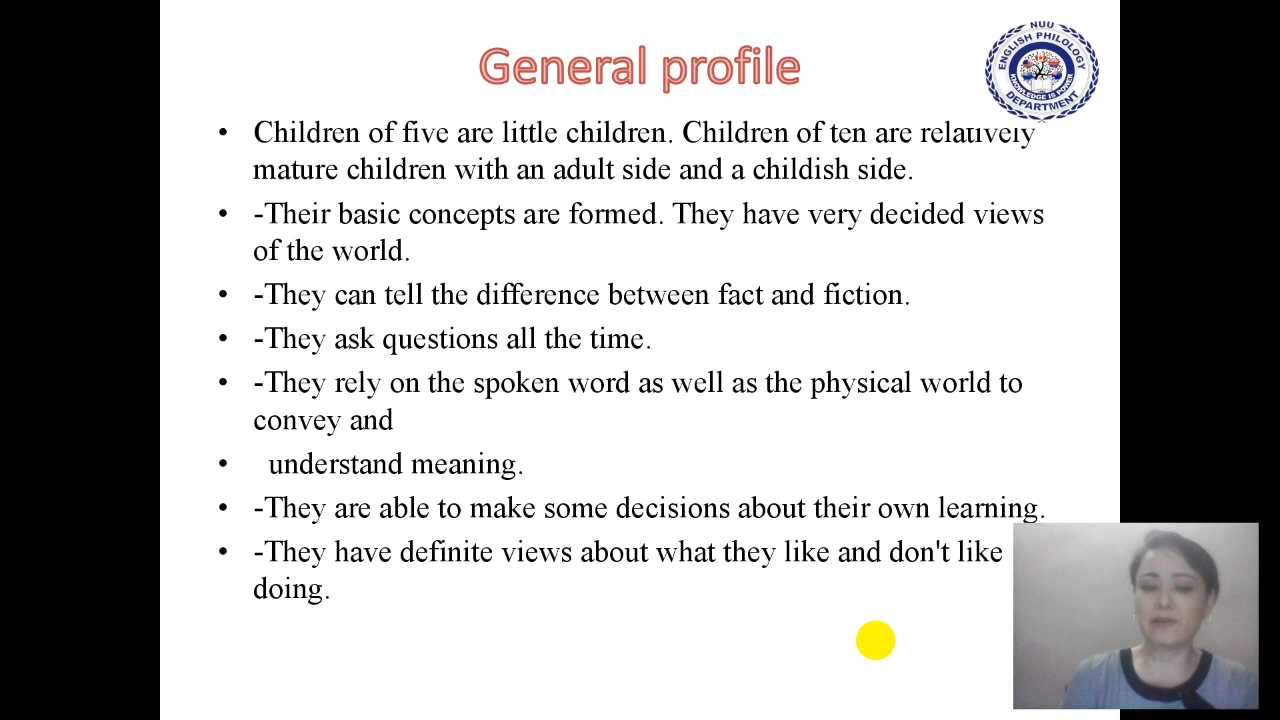 General profile
NUU
ENGLISH PHILOLOGY
KNOWLEDGE IS POWER
DEPARTMENT
• Children of five are little children. Children of ten are relatively
mature children with an adult side and a childish side.
• -Their basic concepts are formed. They have very decided views
of the world.
• -They can tell the difference between fact and fiction.
• -They ask questions all the time.
• -They rely on the spoken word as well as the physical world to
convey and
• understand meaning.
• -They are able to make some decisions about their own learning.
• -They have definite views about what they like and don't like
doing.